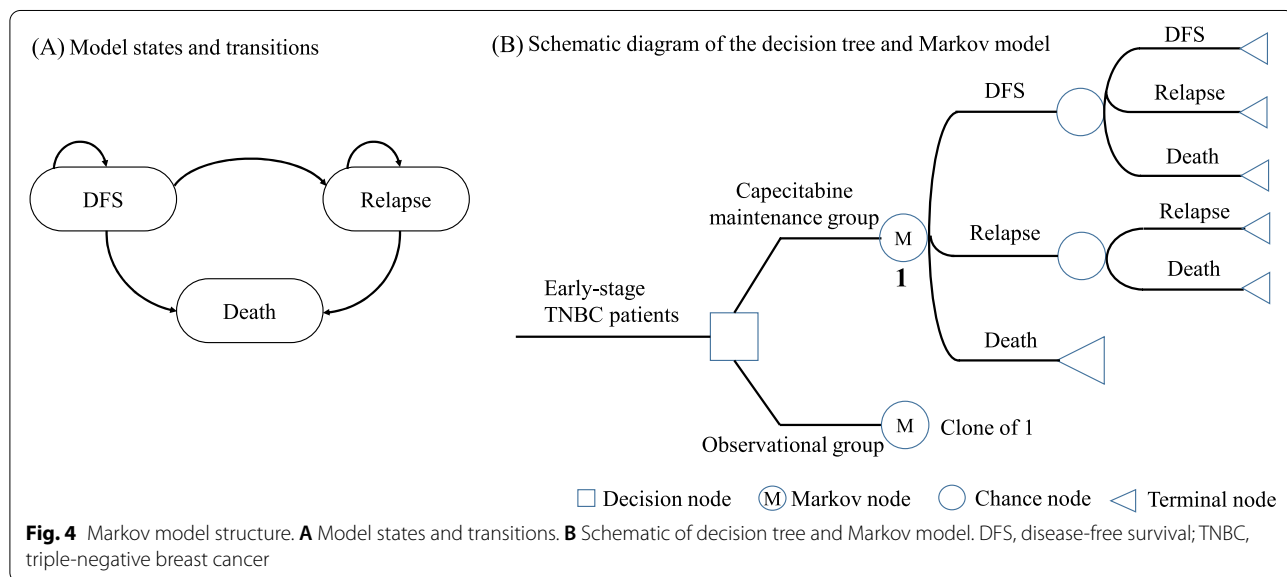 (A) Model states and transitions
DFS
Relapse
Death
(B) Schematic diagram of the decision tree and Markov model
Early-stage
TNBC patients
Capecitabine
maintenance group
M
1
DFS
DFS
Relapse
Death
Relapse
Relapse
Death
Death
Observational group
M
Clone of 1
Decision node
M Markov node
Chance node
Terminal node
Fig. 4 Markov model structure. A Model states and transitions. B Schematic of decision tree and Markov model. DFS, disease-free survival; TNBC,
triple-negative breast cancer